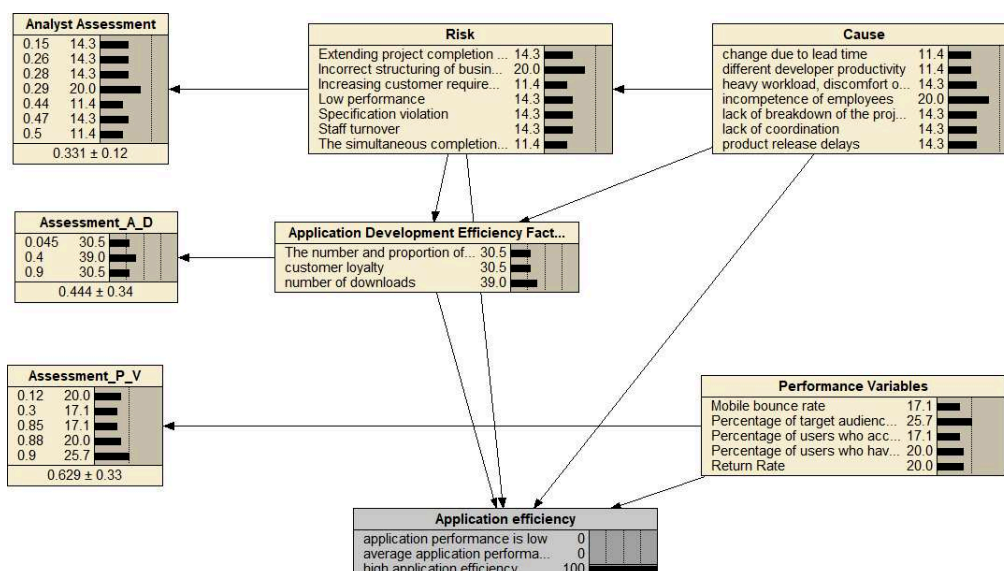 Analyst Assessment
0.15 14.3
0.26 14.3
0.28 14.3
0.29 20.0
0.44 11.4
0.47 14.3
0.5 11.4
0.331 ± 0.12
Risk
Extending project completion ... 14.3
Incorrect structuring of busin... 20.0
Increasing customer require... 11.4
Low performance 14.3
Specification violation 14.3
Staff turnover 14.3
The simultaneous completion... 11.4
Cause
change due to lead time 11.4
different developer productivity 11.4
heavy workload, discomfort o... 14.3
incompetence of employees 20.0
lack of breakdown of the proj... 14.3
lack of coordination 14.3
product release delays 14.3
Assessment_A_D
0.045 30.5
0.4 39.0
0.9 30.5
0.444 ± 0.34
Application Development Efficiency Fact...
The number and proportion of... 30.5
customer loyalty 30.5
number of downloads 39.0
Assessment_P_V
0.12 20.0
0.3 17.1
0.85 17.1
0.88 20.0
0.9 25.7
0.629 ± 0.33
Performance Variables
Mobile bounce rate 17.1
Percentage of target audienc... 25.7
Percentage of users who acc... 17.1
Percentage of users who hav... 20.0
Return Rate 20.0
Application efficiency
application performance is low 0
average application performa... 0
high application efficiency 100